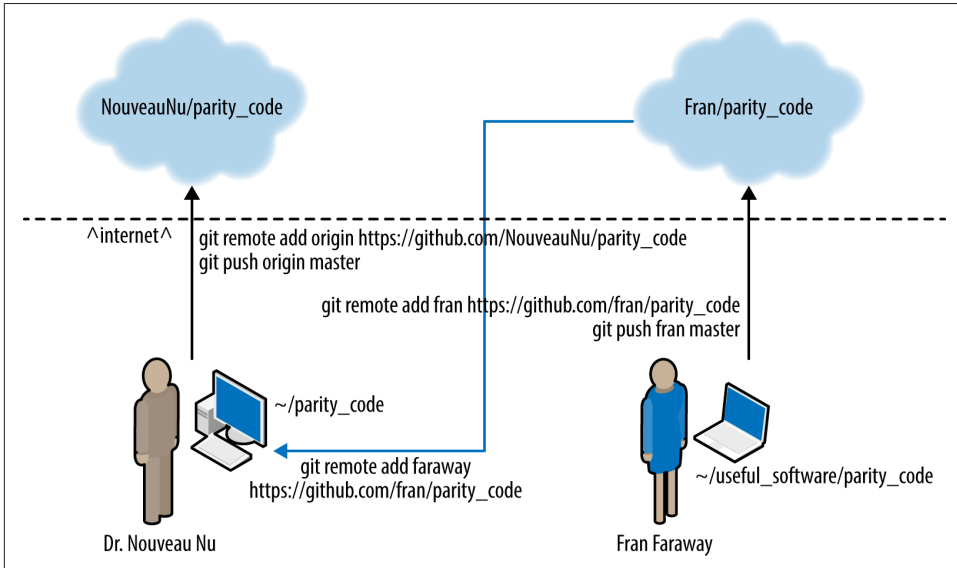 NouveauNu/parity_code
Fran/parity_code
^internet^
git remote add origin https://github.com/NouveauNu/parity_code
git push origin master
git remote add fran https://github.com/fran/parity_code
git push fran master
~/parity_code
git remote add faraway
https://github.com/fran/parity_code
~/useful_software/parity_code
Dr. Nouveau Nu
Fran Faraway